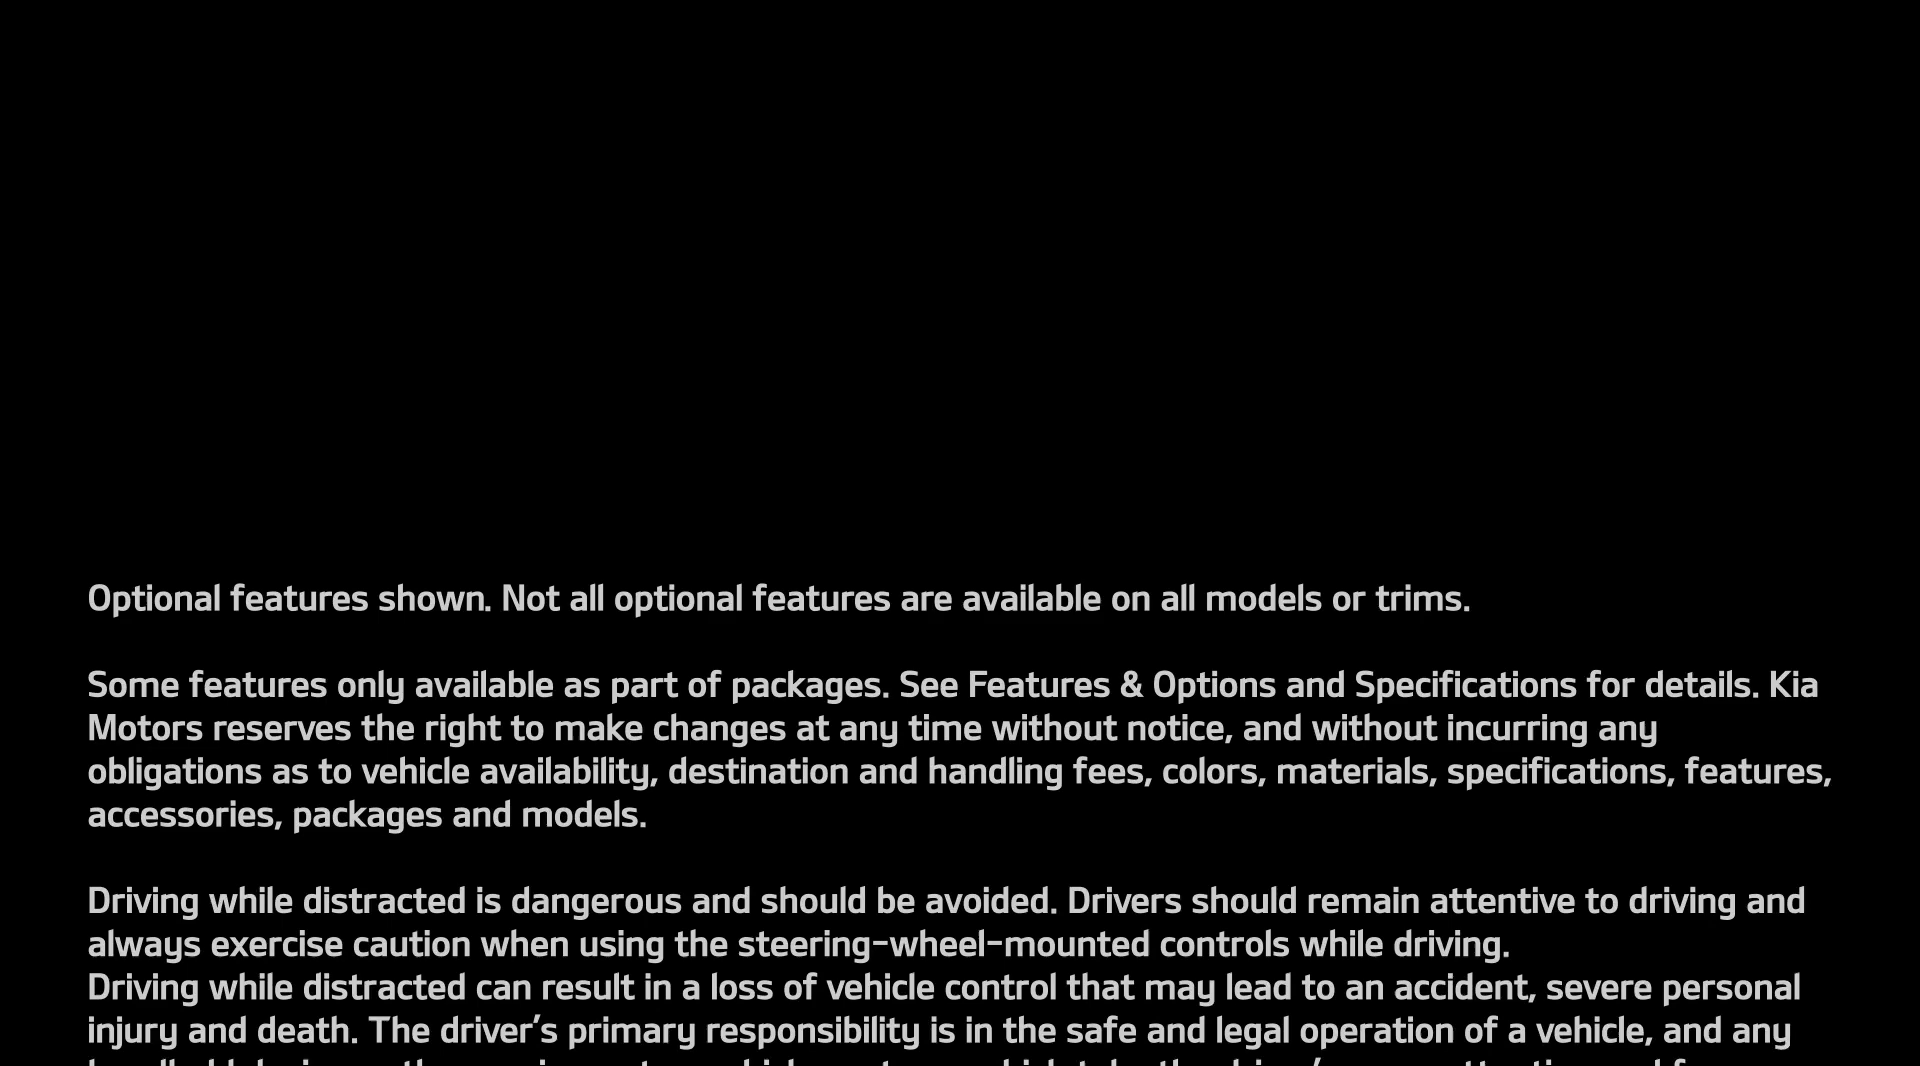 Optional features shown. Not all optional features are available on all models or trims.
Some features only available as part of packages. See Features & Options and Specifications for details. Kia
Motors reserves the right to make changes at any time without notice, and without incurring any
obligations as to vehicle availability, destination and handling fees, colors, materials, specifications, features,
accessories, packages and models.
Driving while distracted is dangerous and should be avoided. Drivers should remain attentive to driving and
always exercise caution when using the steering-wheel-mounted controls while driving.
Driving while distracted can result in a loss of vehicle control that may lead to an accident, severe personal
injury and death. The driver’s primary responsibility is in the safe and legal operation of a vehicle, and any